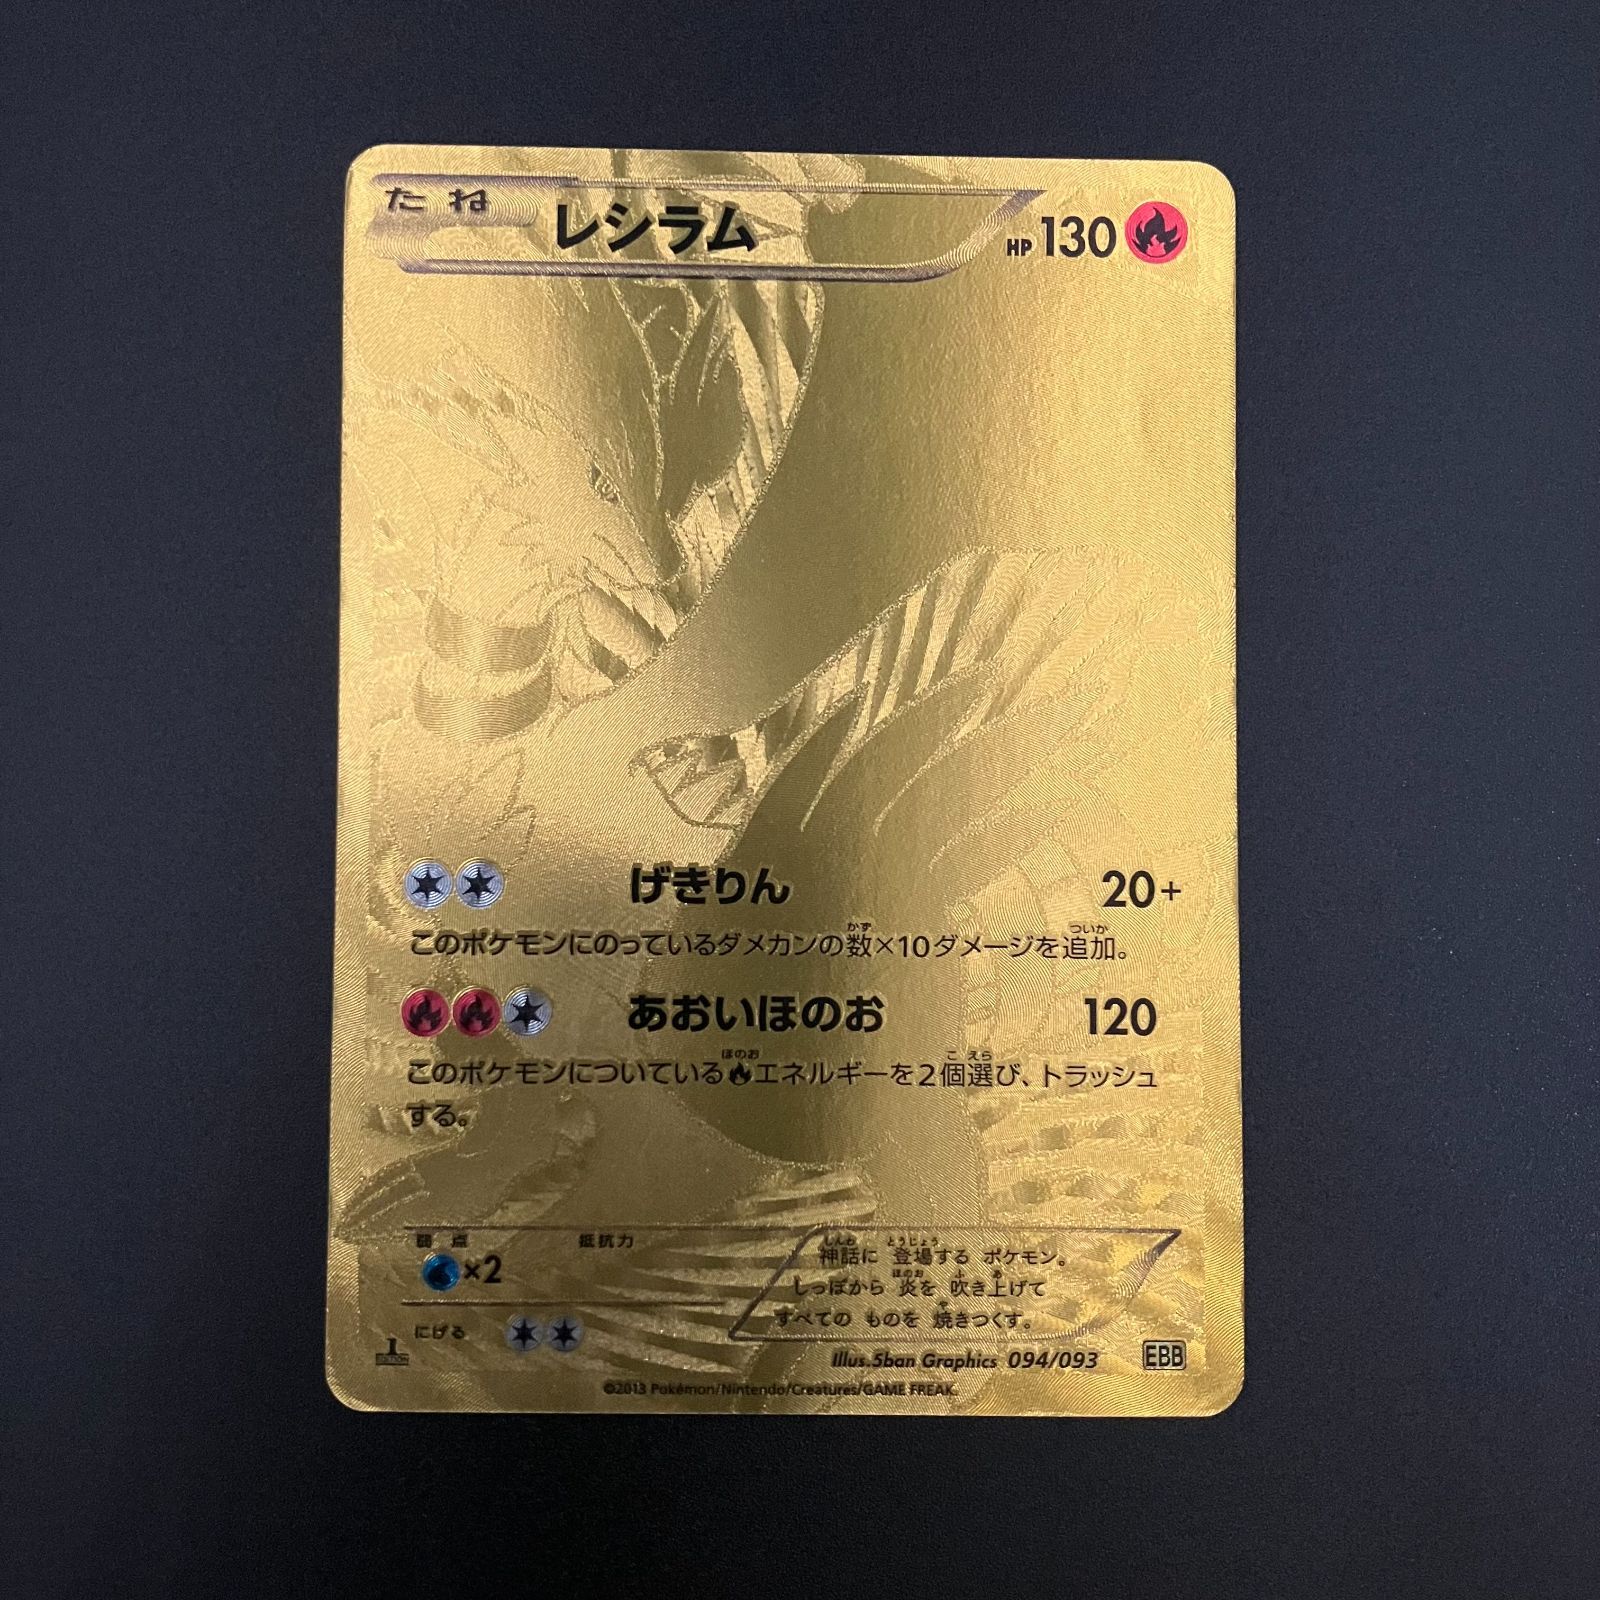 たね
レシラム
HP 130
げきりん 20+
このポケモンにのっているダメカンの数×10ダメージを追加。
あおいほのお 120
このポケモンについているエネルギーを2個選び、トラッシュ
する。
弱点 抵抗力
×2
にげる
神話に 登場する ポケモン。
しっぽから 炎を 吹き上げて
すべての ものを 焼きつくす。
1 EDITION
Illus.5ban Graphics 094/093 EBB
©2013 Pokémon/Nintendo/Creatures/GAME FREAK.